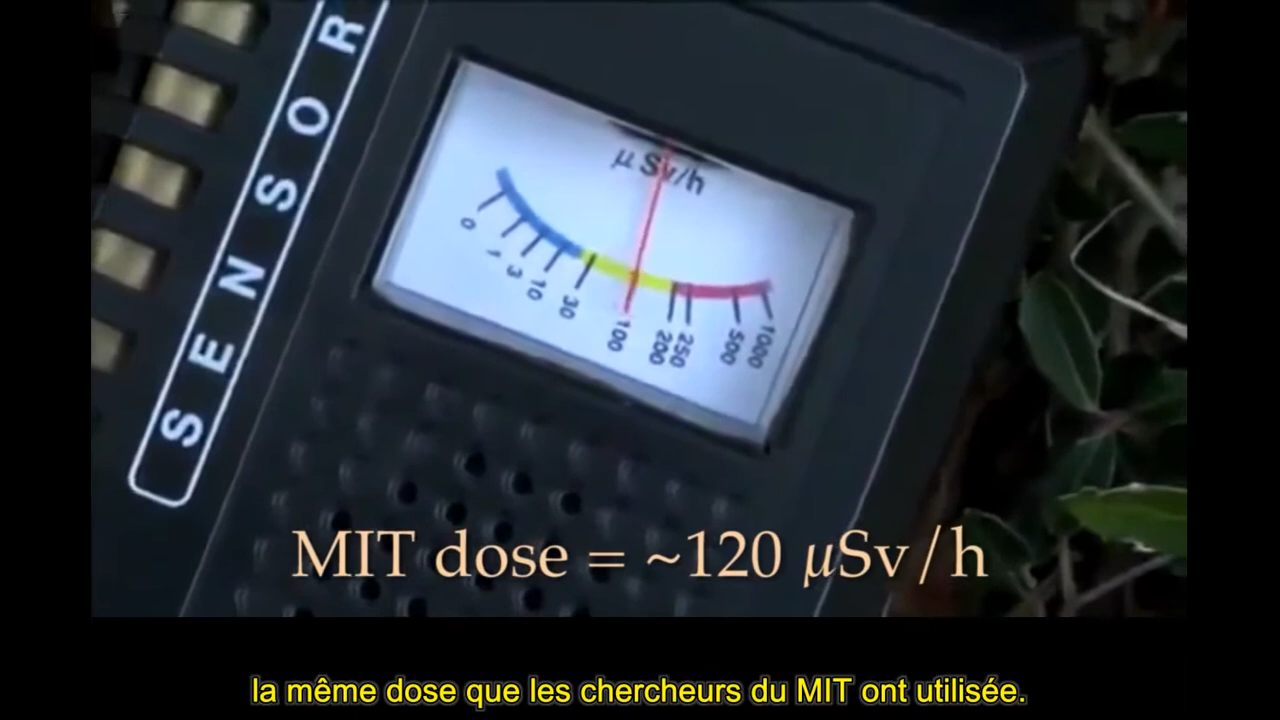 SENSOR
µSv/h
0
1
3
10
30
100
200
250
500
1000
MIT dose = ~120 µSv/h
la même dose que les chercheurs du MIT ont utilisée.